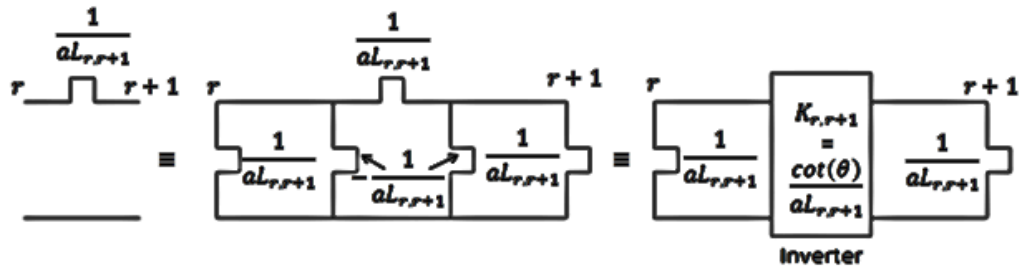 1
aL_{r,r+1}
r r+1
≡
1
aL_{r,r+1}
r r+1
1
aL_{r,r+1}
- 1
aL_{r,r+1}
1
aL_{r,r+1}
≡
r r+1
1
aL_{r,r+1}
K_{r,r+1}
=
cot(θ)
aL_{r,r+1}
1
aL_{r,r+1}
Inverter